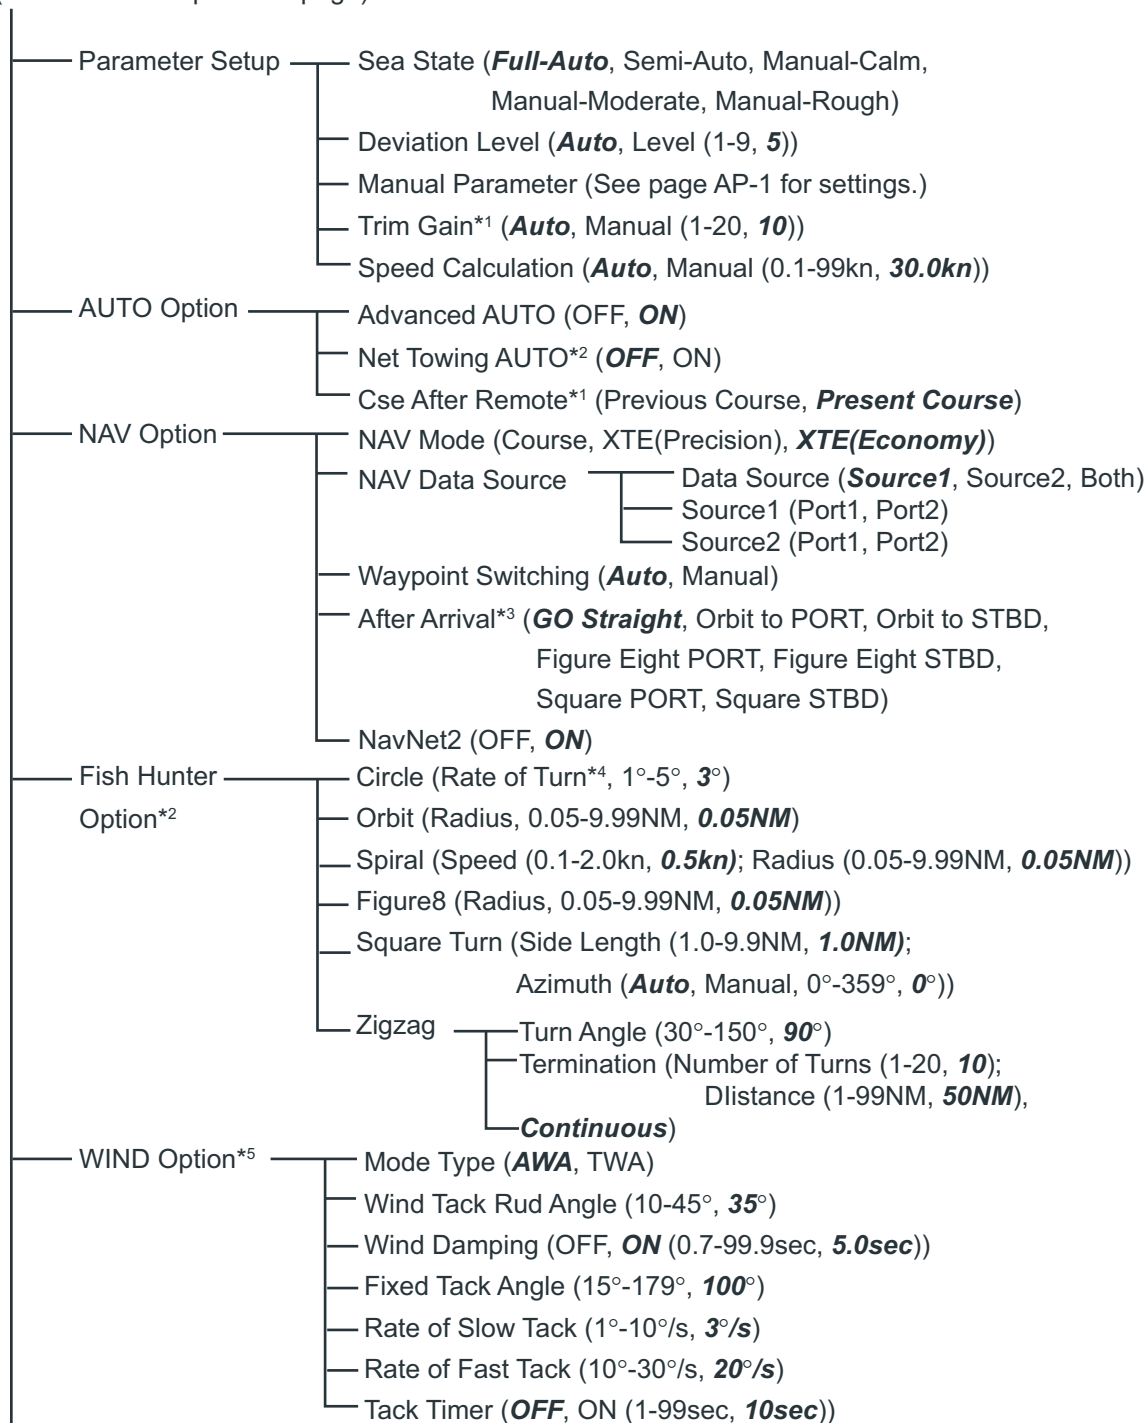 Parameter Setup Sea State (Full-Auto, Semi-Auto, Manual-Calm,
Manual-Moderate, Manual-Rough)
Deviation Level (Auto, Level (1-9, 5))
Manual Parameter (See page AP-1 for settings.)
Trim Gain*1 (Auto, Manual (1-20, 10))
Speed Calculation (Auto, Manual (0.1-99kn, 30.0kn))
AUTO Option Advanced AUTO (OFF, ON)
Net Towing AUTO*2 (OFF, ON)
Cse After Remote*1 (Previous Course, Present Course)
NAV Option NAV Mode (Course, XTE(Precision), XTE(Economy))
NAV Data Source Data Source (Source1, Source2, Both)
Source1 (Port1, Port2)
Source2 (Port1, Port2)
Waypoint Switching (Auto, Manual)
After Arrival*3 (GO Straight, Orbit to PORT, Orbit to STBD,
Figure Eight PORT, Figure Eight STBD,
Square PORT, Square STBD)
NavNet2 (OFF, ON)
Fish Hunter Circle (Rate of Turn*4, 1°-5°, 3°)
Option*2 Orbit (Radius, 0.05-9.99NM, 0.05NM)
Spiral (Speed (0.1-2.0kn, 0.5kn); Radius (0.05-9.99NM, 0.05NM))
Figure8 (Radius, 0.05-9.99NM, 0.05NM))
Square Turn (Side Length (1.0-9.9NM, 1.0NM);
Azimuth (Auto, Manual, 0°-359°, 0°))
Zigzag Turn Angle (30°-150°, 90°)
Termination (Number of Turns (1-20, 10);
DIistance (1-99NM, 50NM),
Continuous)
WIND Option*5 Mode Type (AWA, TWA)
Wind Tack Rud Angle (10-45°, 35°)
Wind Damping (OFF, ON (0.7-99.9sec, 5.0sec))
Fixed Tack Angle (15°-179°, 100°)
Rate of Slow Tack (1°-10°/s, 3°/s)
Rate of Fast Tack (10°-30°/s, 20°/s)
Tack Timer (OFF, ON (1-99sec, 10sec))